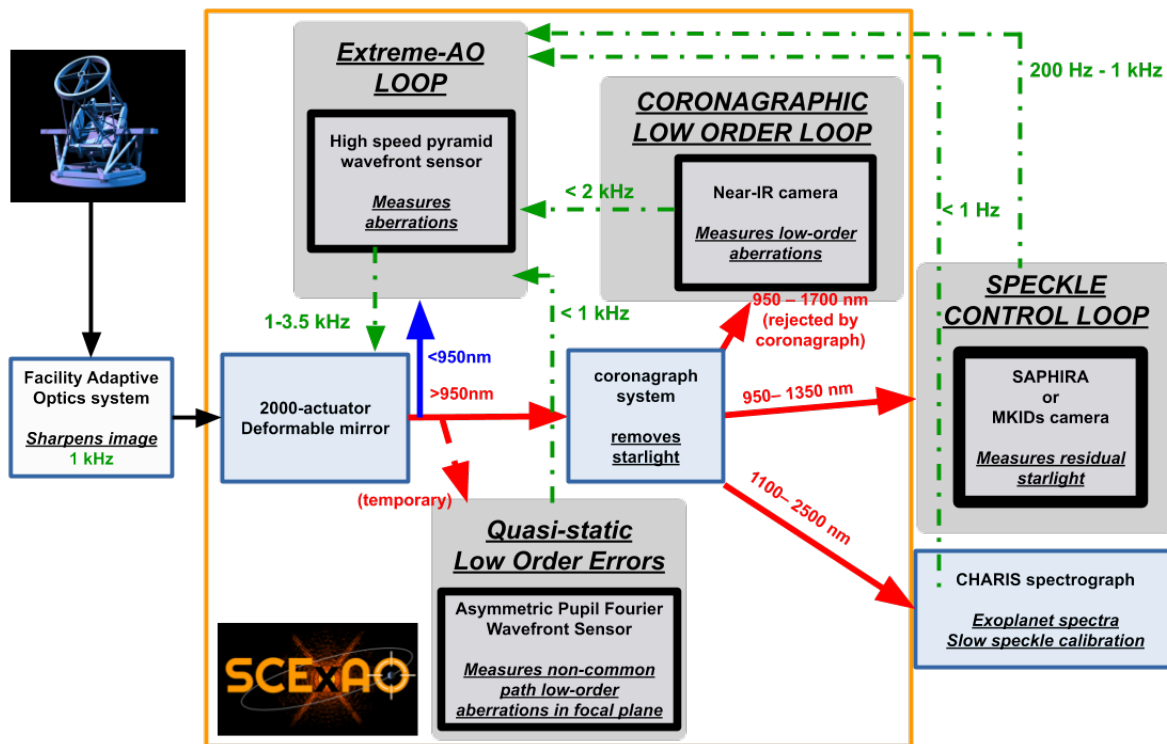 Extreme-AO
LOOP
High speed pyramid
wavefront sensor
Measures
aberrations
CORONAGRAPHIC
LOW ORDER LOOP
Near-IR camera
Measures low-order
aberrations
200 Hz - 1 kHz
< 2 kHz
< 1 Hz
SPECKLE
CONTROL LOOP
SAPHIRA
or
MKIDs camera
Measures residual
starlight
1-3.5 kHz
< 1 kHz
950 – 1700 nm
(rejected by
coronagraph)
<950nm
>950nm
Facility Adaptive
Optics system
Sharpens image
1 kHz
2000-actuator
Deformable mirror
coronagraph
system
removes
starlight
950– 1350 nm
1100– 2500 nm
(temporary)
Quasi-static
Low Order Errors
Asymmetric Pupil Fourier
Wavefront Sensor
Measures non-common
path low-order
aberrations in focal plane
CHARIS spectrograph
Exoplanet spectra
Slow speckle calibration
SCExAO